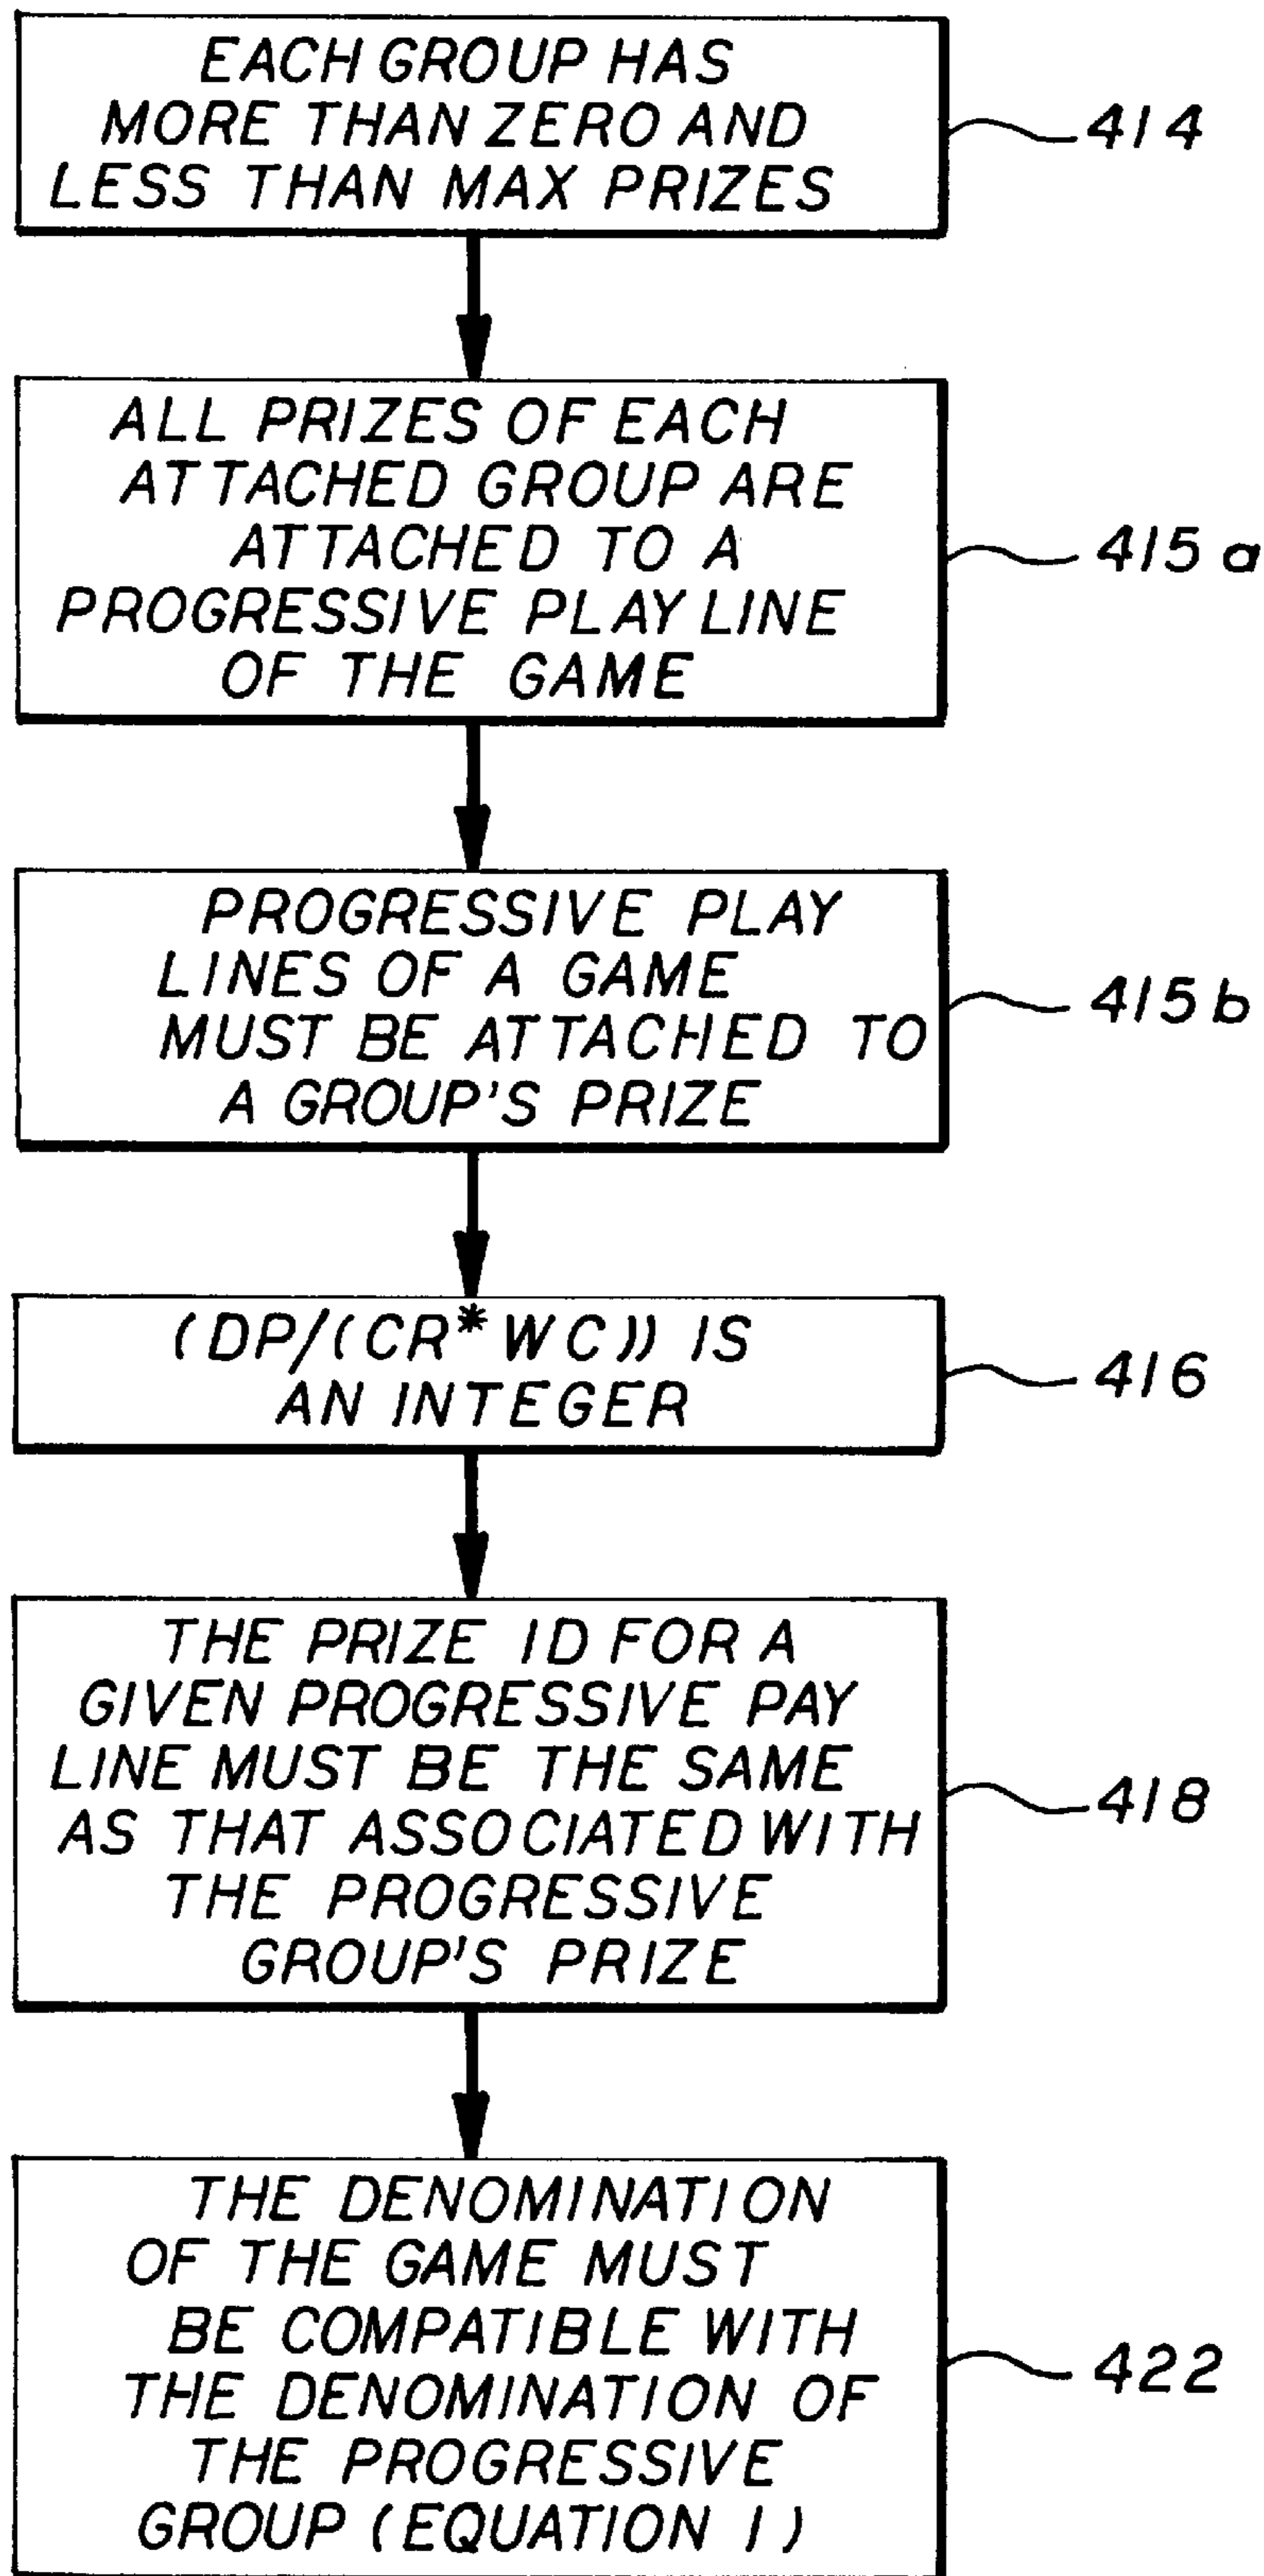 EACH GROUP HAS
MORE THAN ZERO AND
LESS THAN MAX PRIZES
414
ALL PRIZES OF EACH
ATTACHED GROUP ARE
ATTACHED TO A
PROGRESSIVE PLAY LINE
OF THE GAME
415a
PROGRESSIVE PLAY
LINES OF A GAME
MUST BE ATTACHED TO
A GROUP'S PRIZE
415b
(DP/(CR*WC)) IS
AN INTEGER
416
THE PRIZE ID FOR A
GIVEN PROGRESSIVE PAY
LINE MUST BE THE SAME
AS THAT ASSOCIATED WITH
THE PROGRESSIVE
GROUP'S PRIZE
418
THE DENOMINATION
OF THE GAME MUST
BE COMPATIBLE WITH
THE DENOMINATION OF
THE PROGRESSIVE
GROUP (EQUATION 1)
422